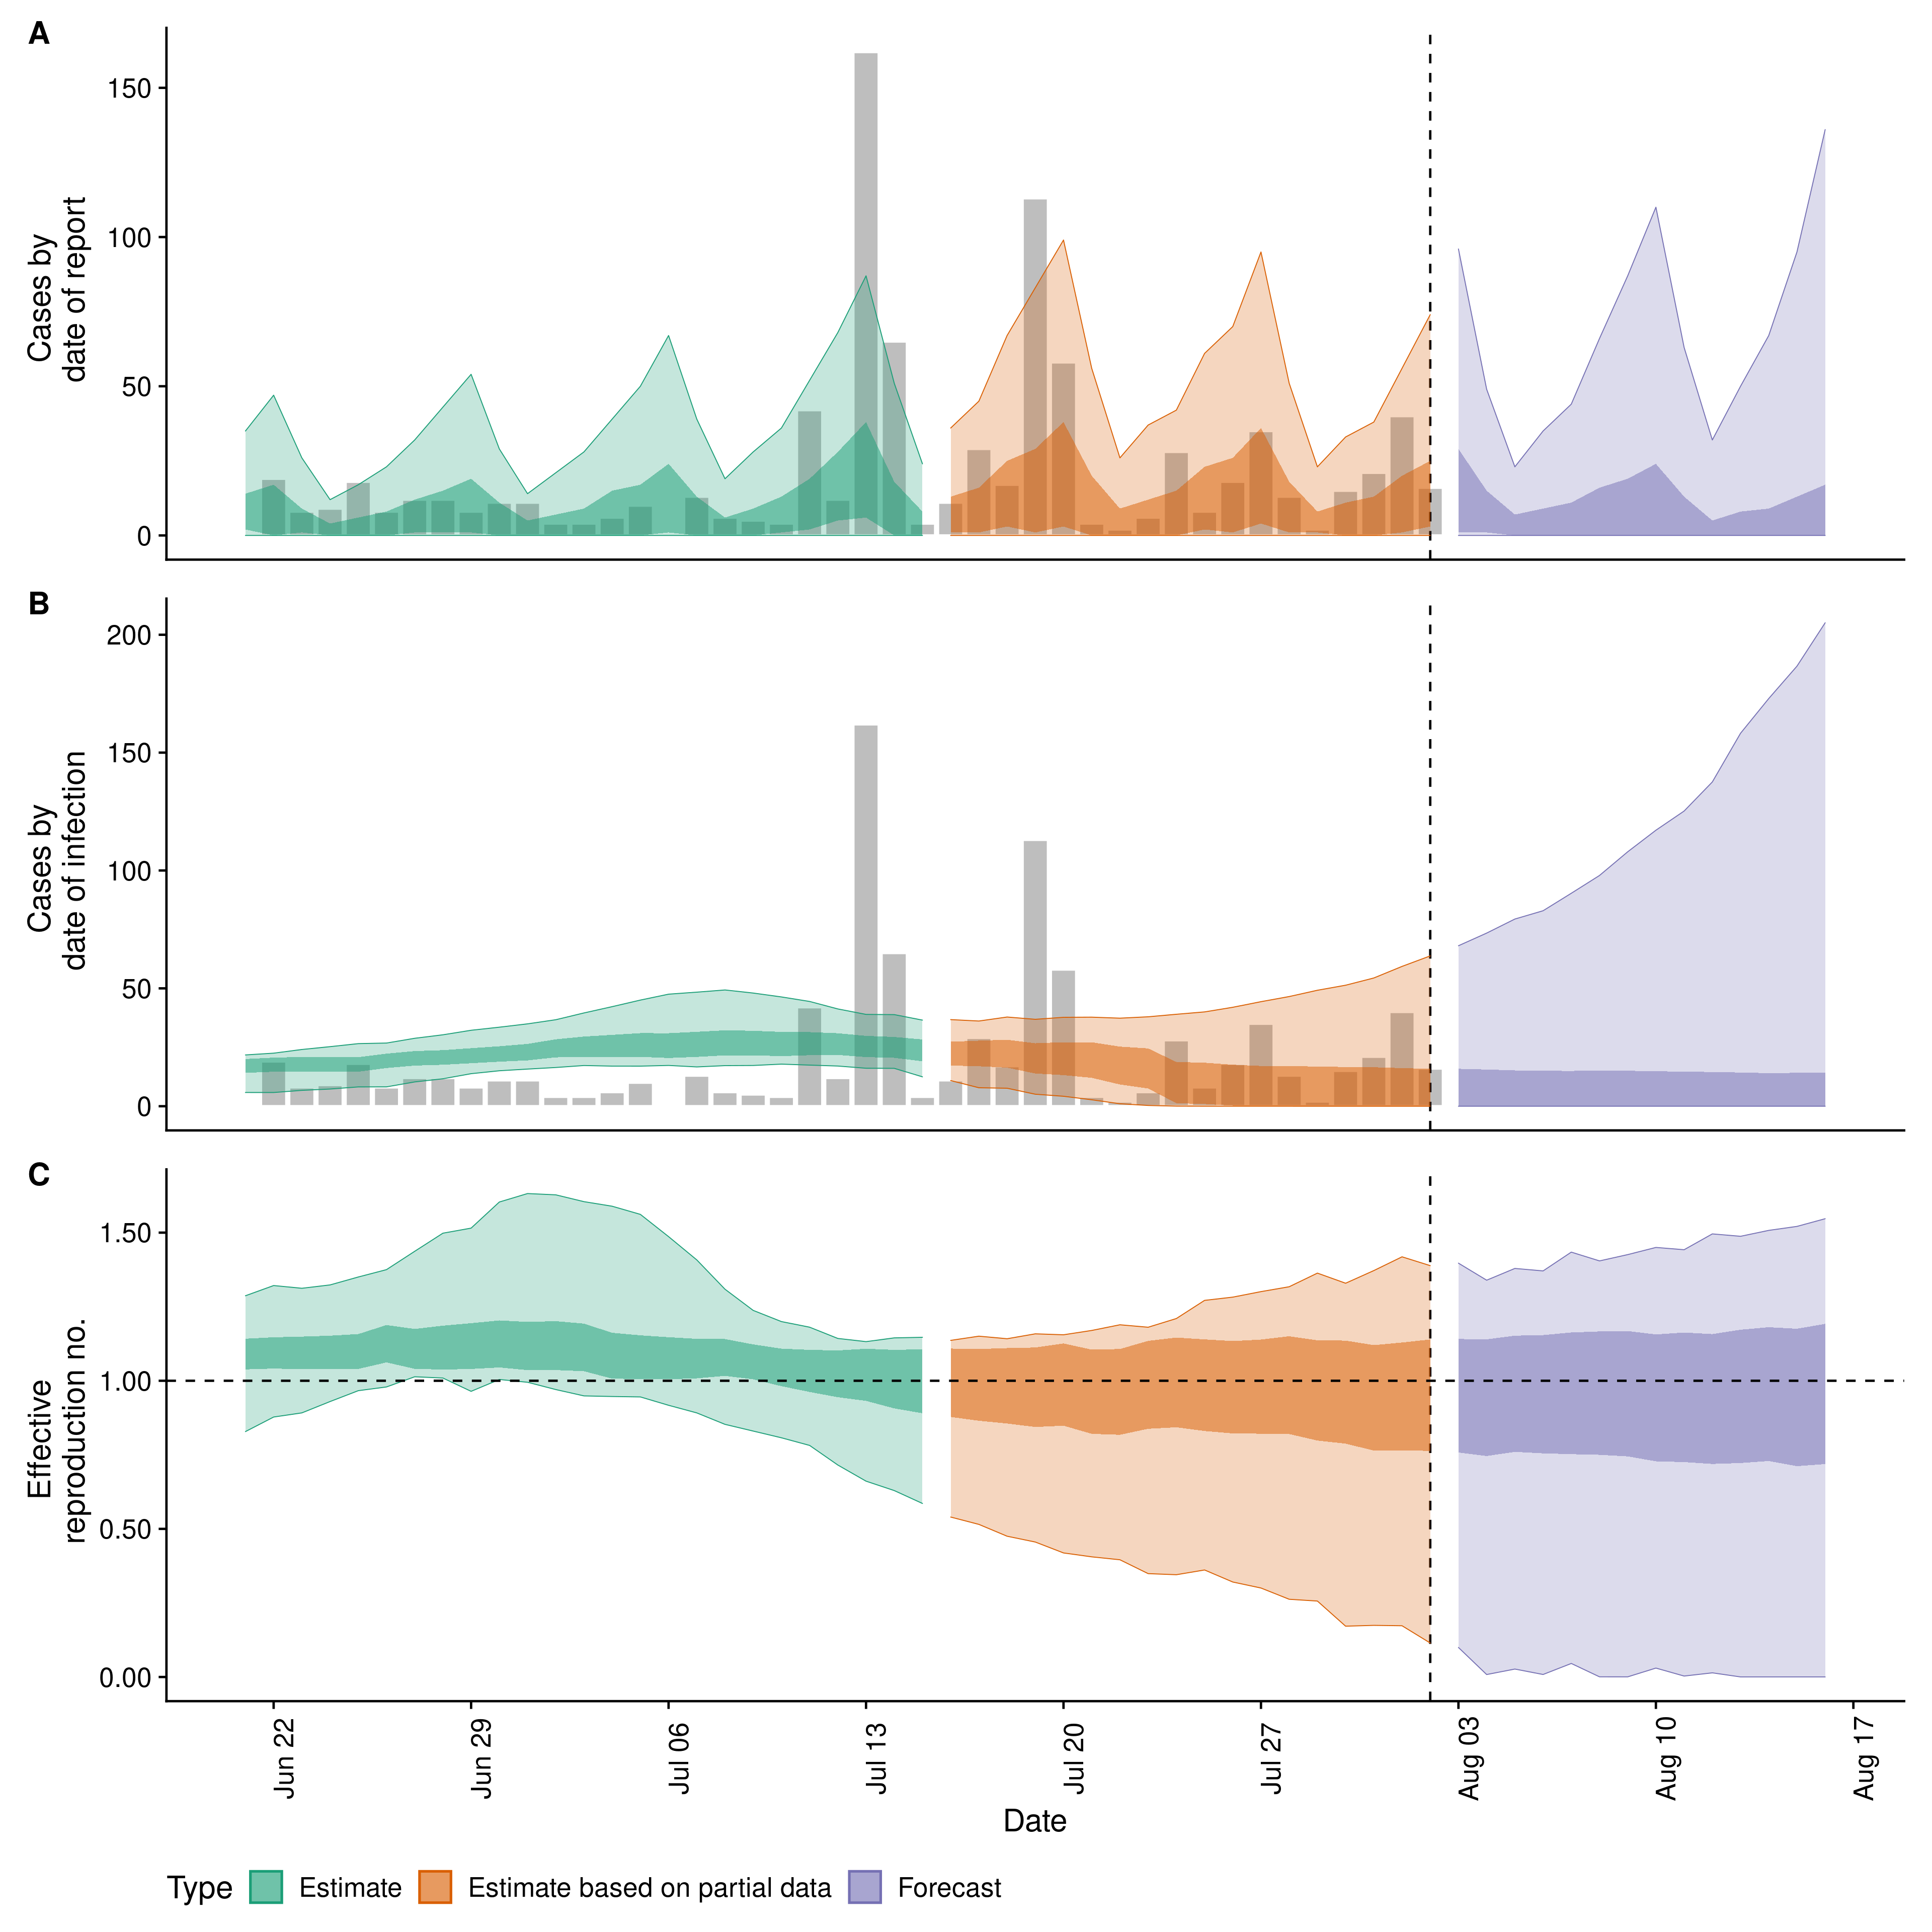 A
Cases by
date of report
150
100
50
0
B
Cases by
date of infection
200
150
100
50
0
C
Effective
reproduction no.
1.50
1.00
0.50
0.00
Jun 22
Jun 29
Jul 06
Jul 13
Jul 20
Jul 27
Aug 03
Aug 10
Aug 17
Date
Type Estimate Estimate based on partial data Forecast